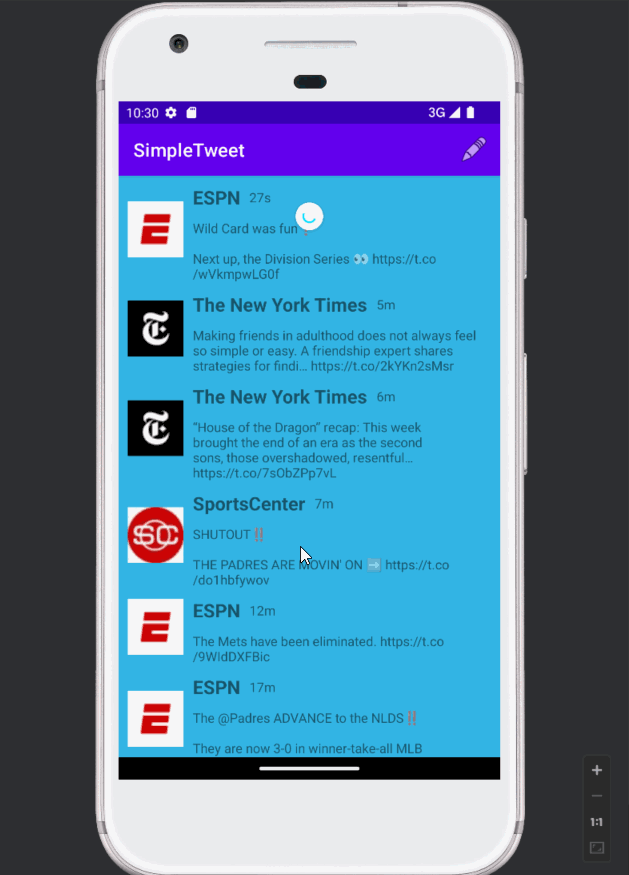 10:30 3G
SimpleTweet
ESPN 27s
Wild Card was fun
Next up, the Division Series 👀 https://t.co
/wVkmpwLG0f
The New York Times 5m
Making friends in adulthood does not always feel
so simple or easy. A friendship expert shares
strategies for findi… https://t.co/2kYKn2sMsr
The New York Times 6m
“House of the Dragon” recap: This week
brought the end of an era as the second
sons, those overshadowed, resentful…
https://t.co/7sObZPp7vL
SportsCenter 7m
SHUTOUT ‼️
THE PADRES ARE MOVIN' ON ➡️ https://t.co
/do1hbfywov
ESPN 12m
The Mets have been eliminated. https://t.co
/9WIdDXFBic
ESPN 17m
The @Padres ADVANCE to the NLDS ‼️
They are now 3-0 in winner-take-all MLB
1:1